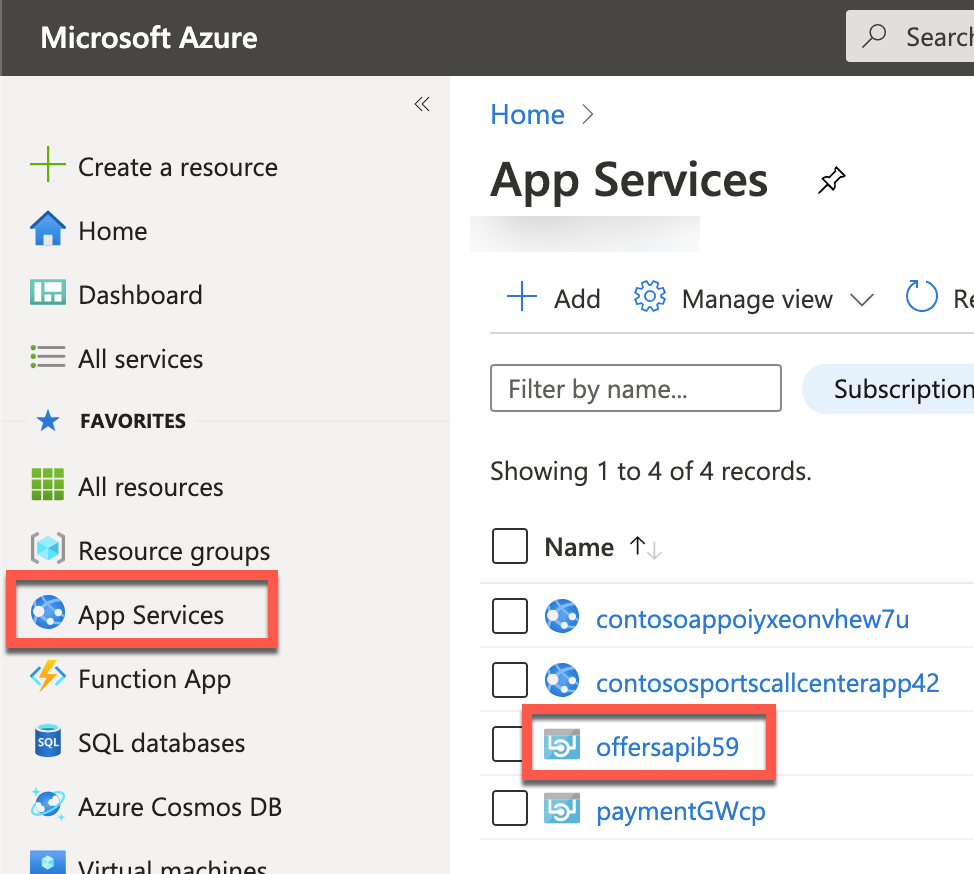 Microsoft Azure
Search
Home
App Services
Create a resource
Home
Dashboard
All services
FAVORITES
All resources
Resource groups
App Services
Function App
SQL databases
Azure Cosmos DB
Virtual machines
Add
Manage view
Re
Filter by name...
Subscription
Showing 1 to 4 of 4 records.
Name
contosoappoiyxeonvhew7u
contososportscallcenterapp42
offersapib59
paymentGWcp